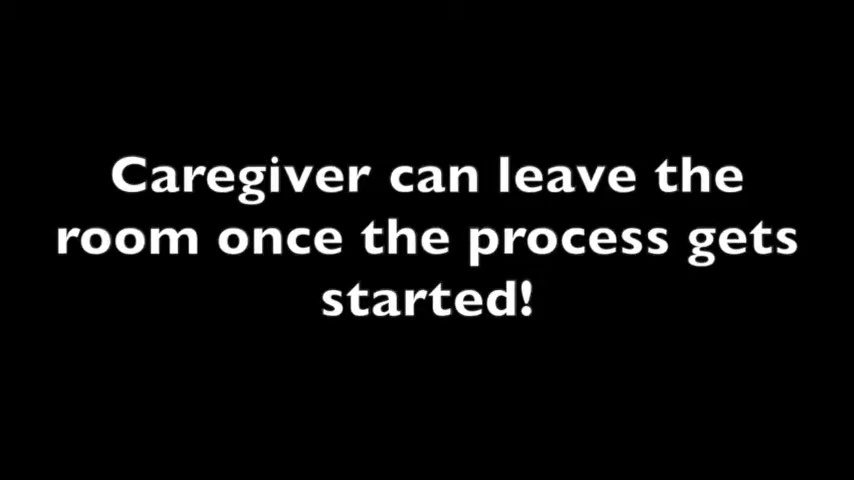 Caregiver can leave the
room once the process gets
started!